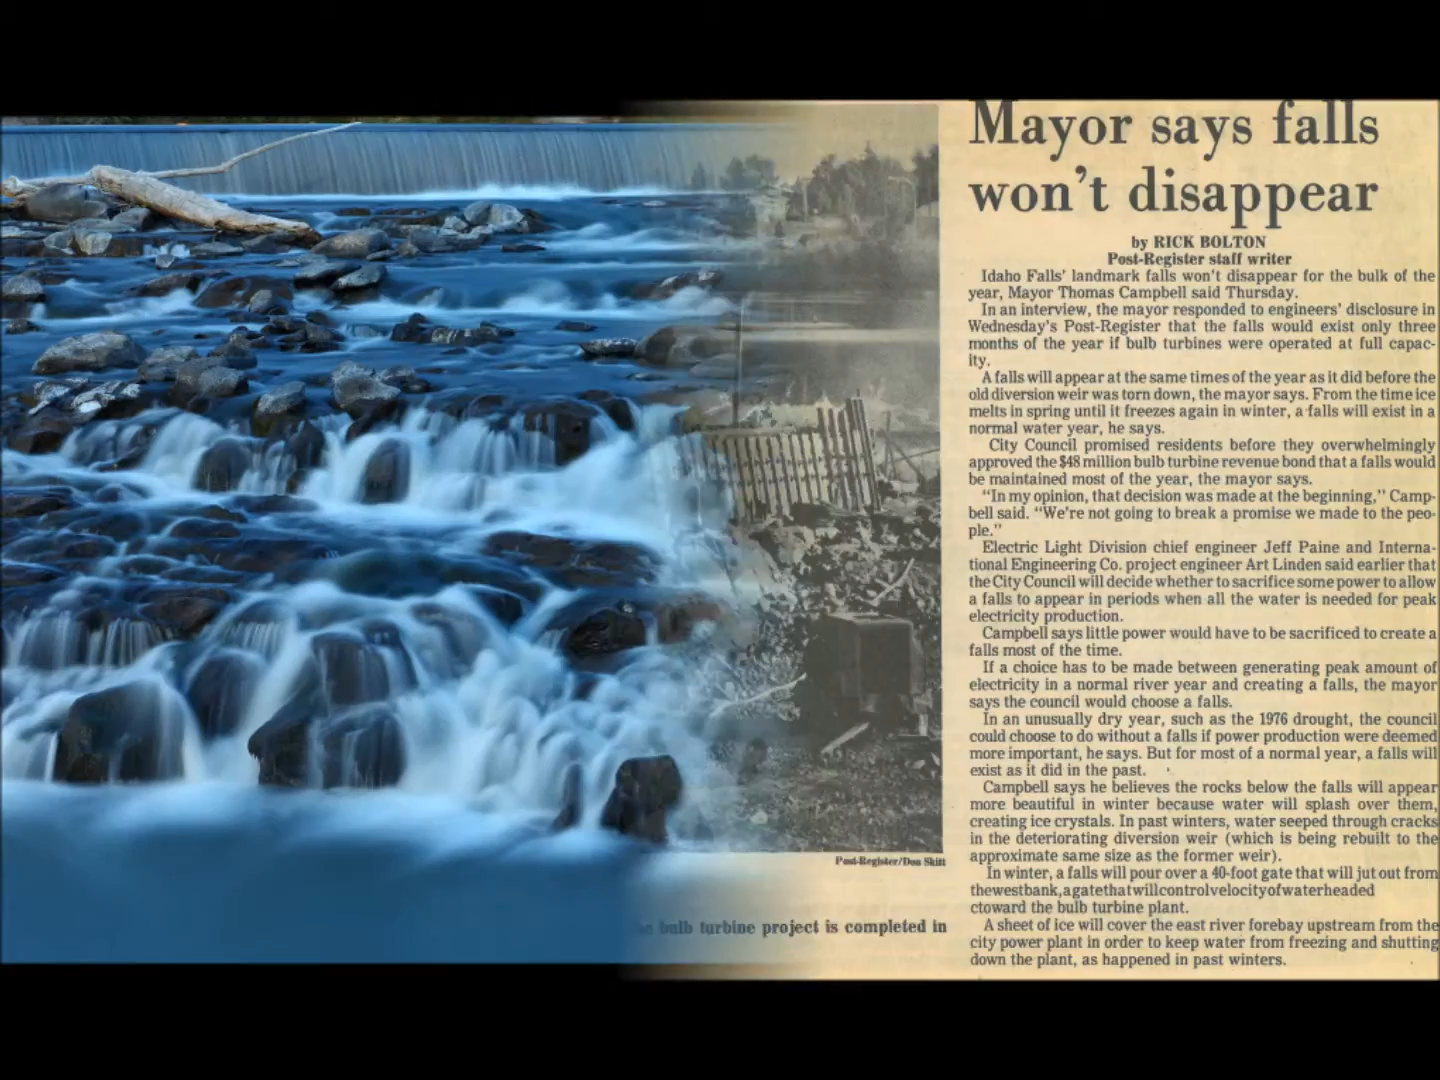 Mayor says falls
won't disappear
by RICK BOLTON
Post-Register staff writer
Idaho Falls' landmark falls won't disappear for the bulk of the
year, Mayor Thomas Campbell said Thursday.
In an interview, the mayor responded to engineers' disclosure in
Wednesday's Post-Register that the falls would exist only three
months of the year if bulb turbines were operated at full capac-
ity.
A falls will appear at the same times of the year as it did before the
old diversion weir was torn down, the mayor says. From the time ice
melts in spring until it freezes again in winter, a falls will exist in a
normal water year, he says.
City Council promised residents before they overwhelmingly
approved the $48 million bulb turbine revenue bond that a falls would
be maintained most of the year, the mayor says.
"In my opinion, that decision was made at the beginning," Camp-
bell said. "We're not going to break a promise we made to the peo-
ple."
Electric Light Division chief engineer Jeff Paine and Interna-
tional Engineering Co. project engineer Art Linden said earlier that
the City Council will decide whether to sacrifice some power to allow
a falls to appear in periods when all the water is needed for peak
electricity production.
Campbell says little power would have to be sacrificed to create a
falls most of the time.
If a choice has to be made between generating peak amount of
electricity in a normal river year and creating a falls, the mayor
says the council would choose a falls.
In an unusually dry year, such as the 1976 drought, the council
could choose to do without a falls if power production were deemed
more important, he says. But for most of a normal year, a falls will
exist as it did in the past.
Campbell says he believes the rocks below the falls will appear
more beautiful in winter because water will splash over them,
creating ice crystals. In past winters, water seeped through cracks
in the deteriorating diversion weir (which is being rebuilt to the
approximate same size as the former weir).
In winter, a falls will pour over a 40-foot gate that will jut out from
thewestbank,agatethatwillcontrolvelocityofwaterheaded
ctoward the bulb turbine plant.
A sheet of ice will cover the east river forebay upstream from the
city power plant in order to keep water from freezing and shutting
down the plant, as happened in past winters.
Post-Register/Don Skitt
bulb turbine project is completed in